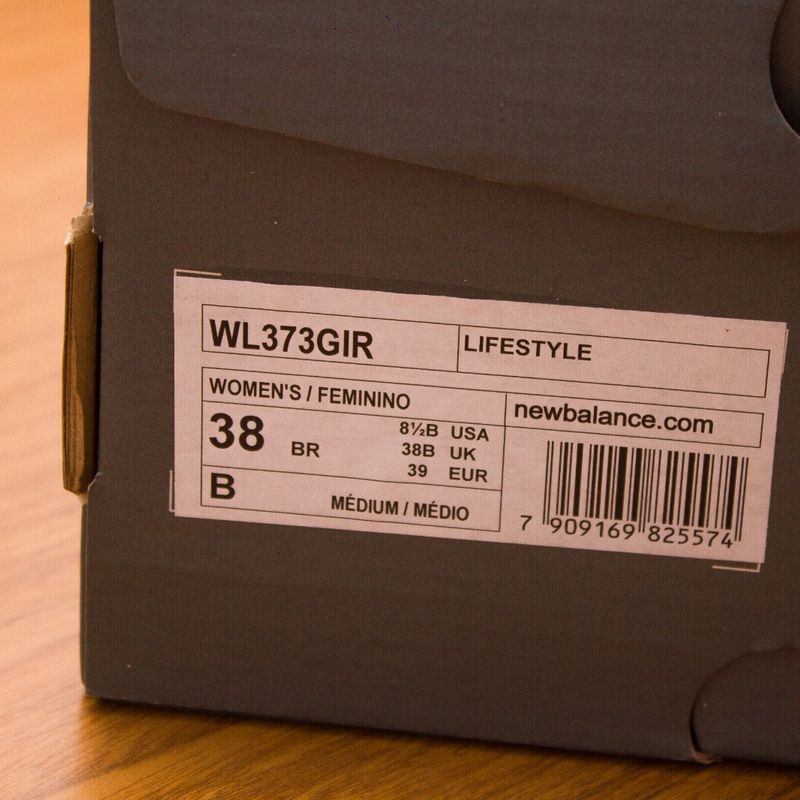 WL373GIR LIFESTYLE
WOMEN'S / FEMININO
newbalance.com
38 BR
8½B USA
38B UK
39 EUR
B MÉDIUM / MÉDIO
7 909169 825574